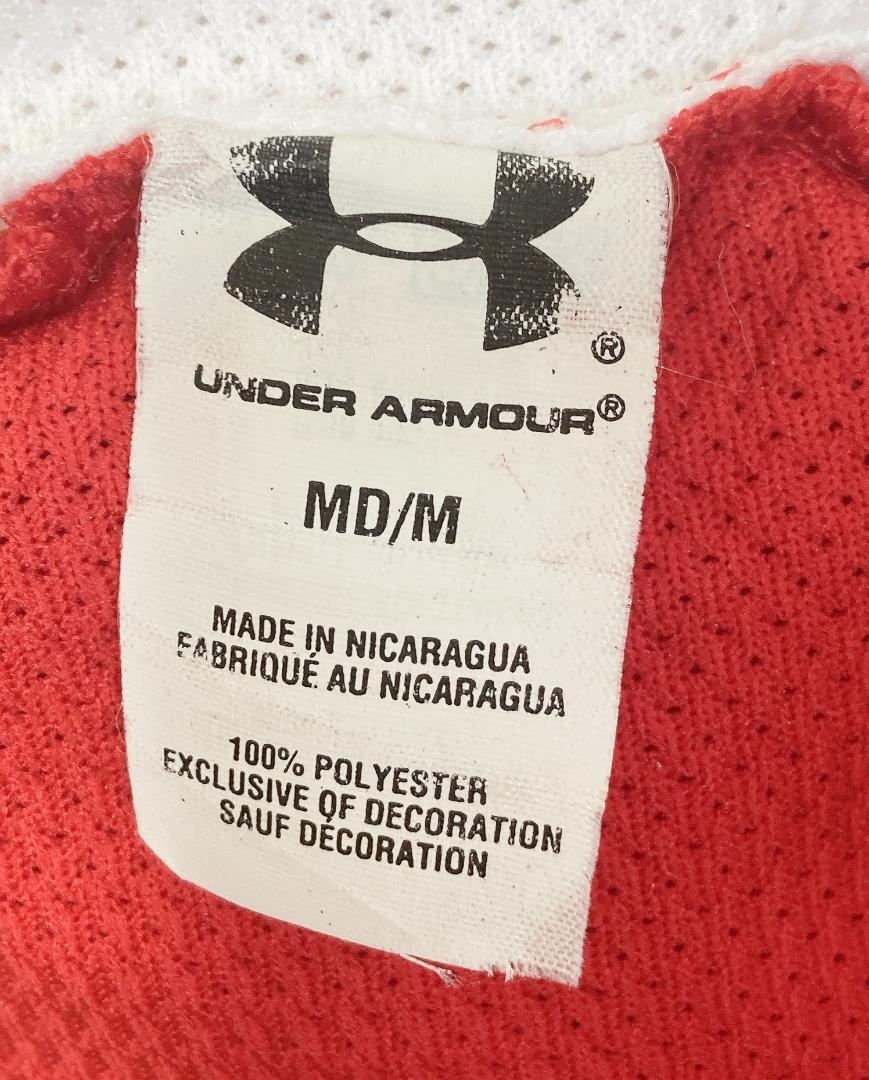 ®
UNDER ARMOUR®
MD/M
MADE IN NICARAGUA
FABRIQUÉ AU NICARAGUA
100% POLYESTER
EXCLUSIVE OF DECORATION
SAUF DÉCORATION